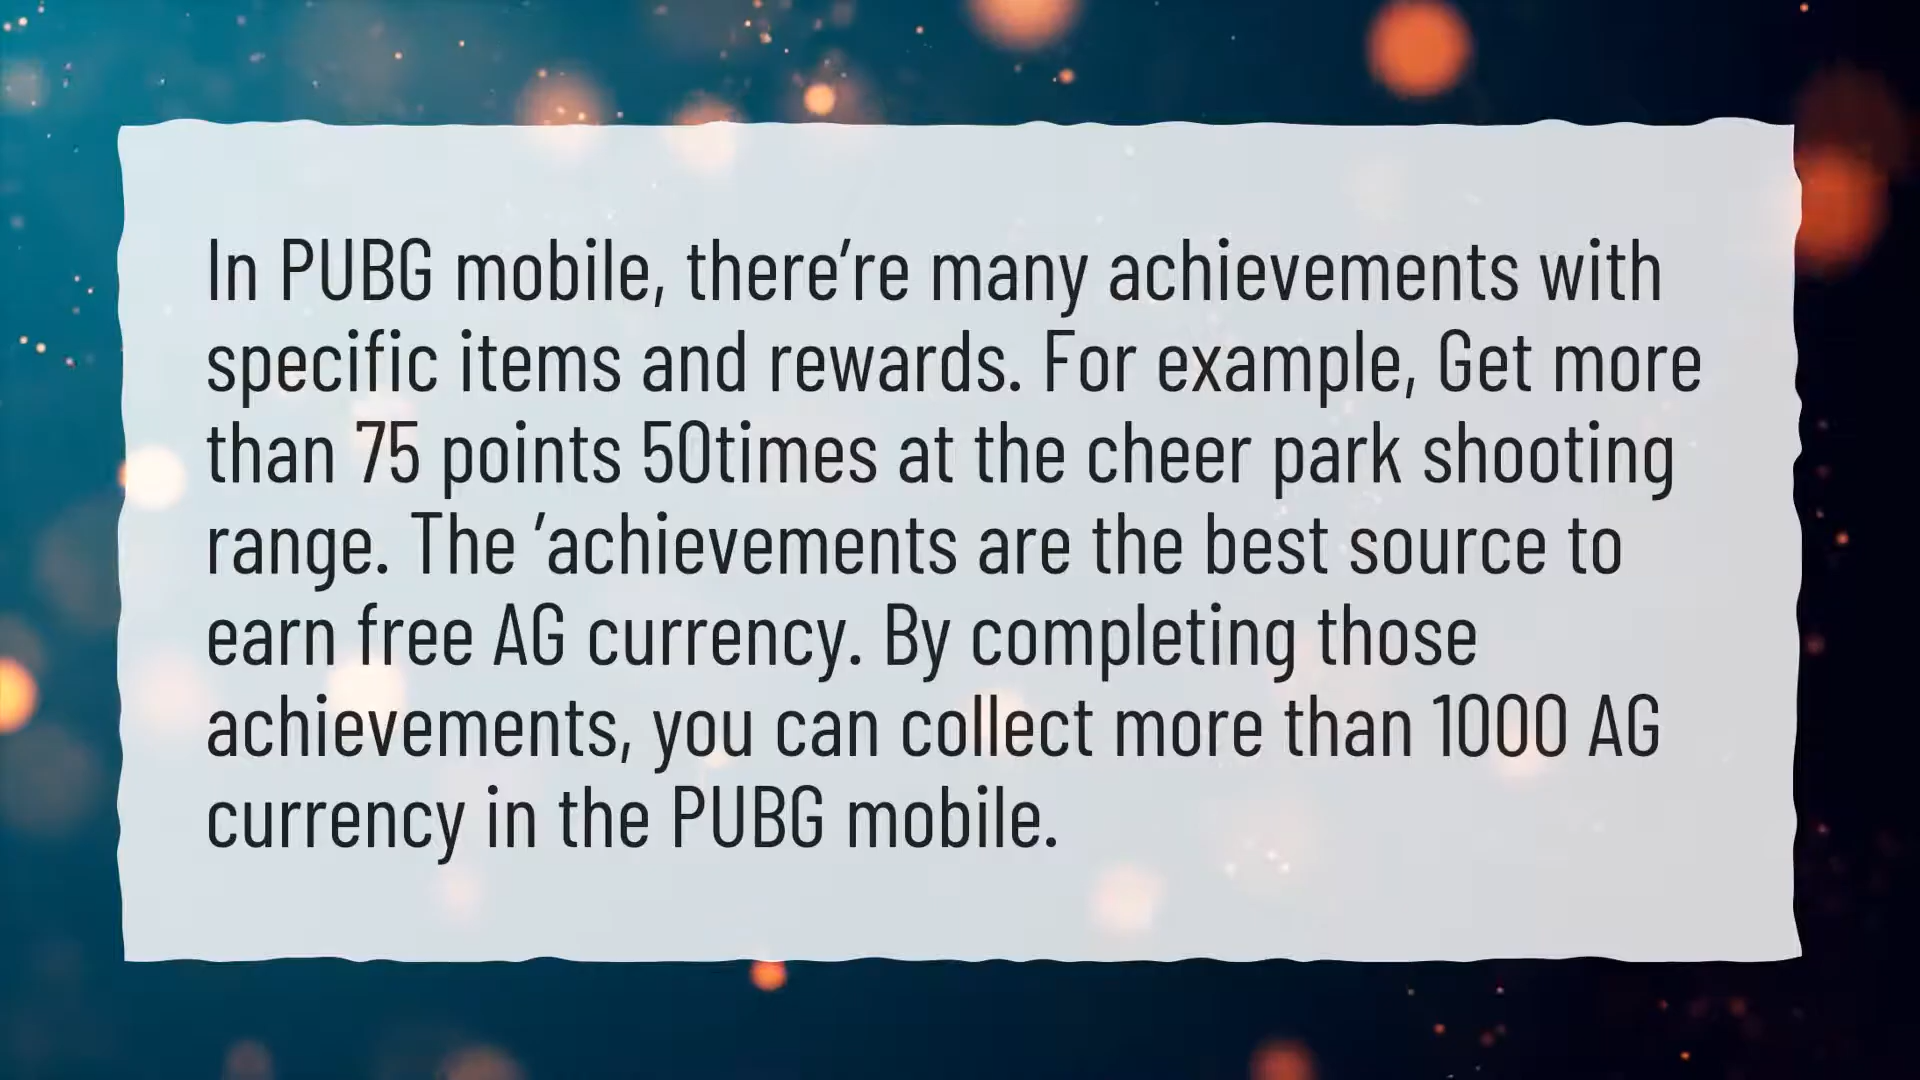 In PUBG mobile, there’re many achievements with
specific items and rewards. For example, Get more
than 75 points 50times at the cheer park shooting
range. The ’achievements are the best source to
earn free AG currency. By completing those
achievements, you can collect more than 1000 AG
currency in the PUBG mobile.